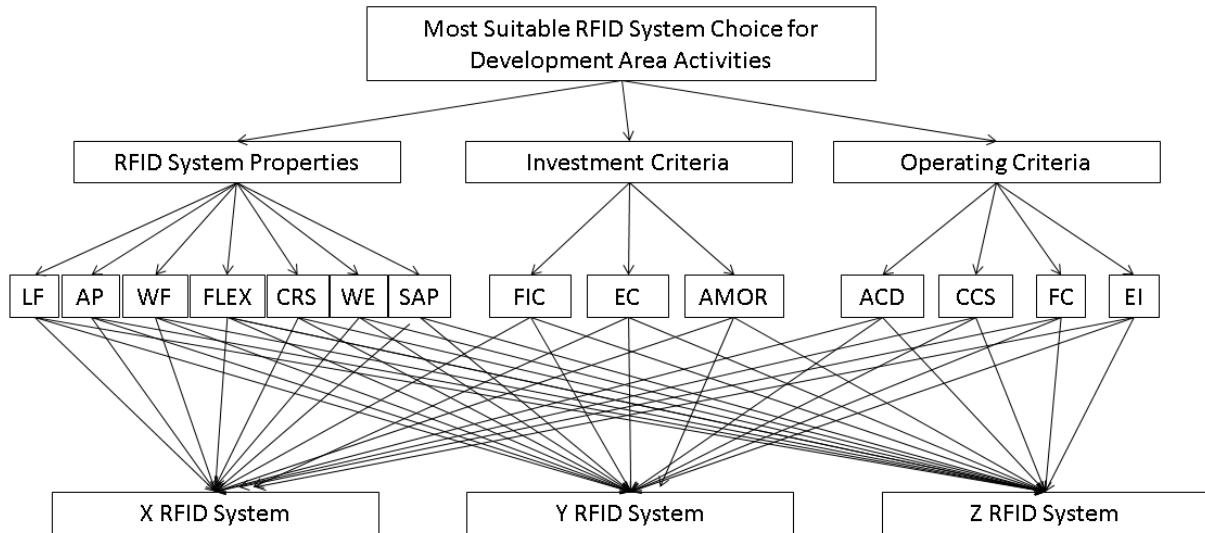 Most Suitable RFID System Choice for
Development Area Activities
RFID System Properties
Investment Criteria
Operating Criteria
LF
AP
WF
FLEX
CRS
WE
SAP
FIC
EC
AMOR
ACD
CCS
FC
EI
X RFID System
Y RFID System
Z RFID System